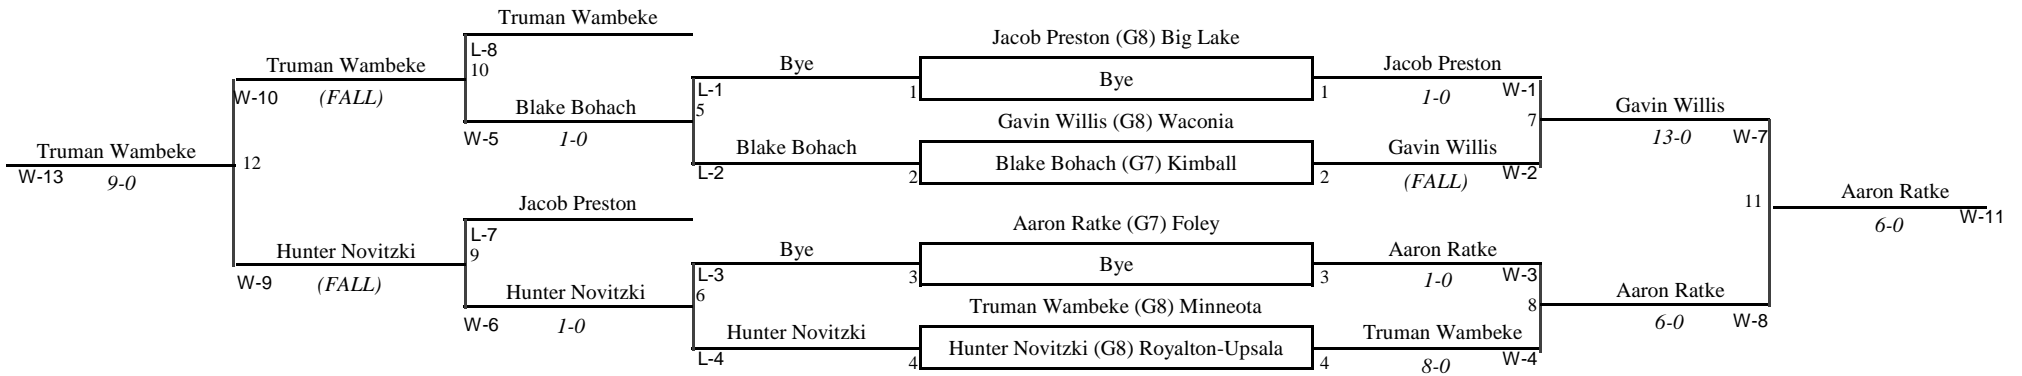 Truman Wambeke
L-8
10
Truman Wambeke
W-10
(FALL)
Blake Bohach
W-5
1-0
Truman Wambeke
W-13
9-0
12
Jacob Preston
L-7
9
Hunter Novitzki
W-9
(FALL)
Hunter Novitzki
W-6
1-0
Bye
L-1
1
5
Blake Bohach
L-2
2
Bye
L-3
3
6
Hunter Novitzki
L-4
4
Jacob Preston (G8) Big Lake
Bye
Gavin Willis (G8) Waconia
Blake Bohach (G7) Kimball
Aaron Ratke (G7) Foley
Bye
Truman Wambeke (G8) Minneota
Hunter Novitzki (G8) Royalton-Upsala
Jacob Preston
1
1-0
W-1
7
Gavin Willis
2
(FALL)
W-2
Aaron Ratke
3
1-0
W-3
8
Truman Wambeke
4
8-0
W-4
Gavin Willis
13-0
W-7
11
Aaron Ratke
6-0
W-8
Aaron Ratke
6-0
W-11